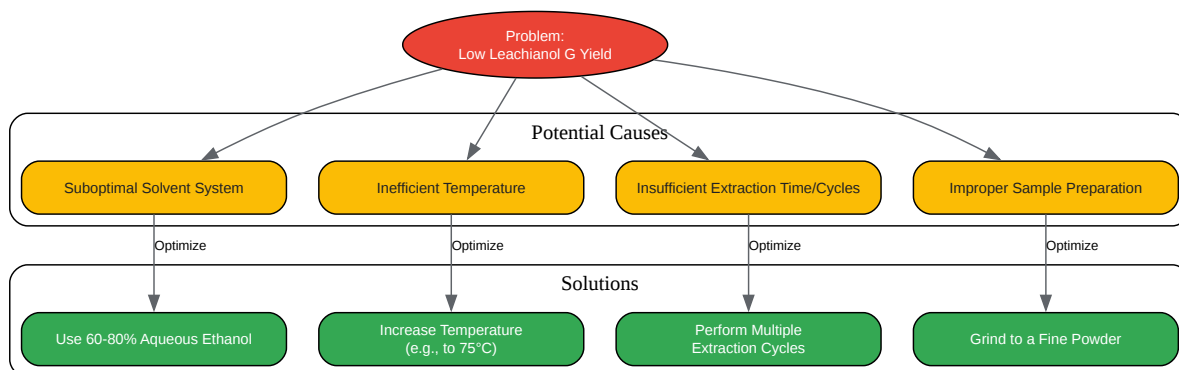 Problem:
Low Leachianol G Yield
Potential Causes
Suboptimal Solvent System
Inefficient Temperature
Insufficient Extraction Time/Cycles
Improper Sample Preparation
Optimize
Optimize
Optimize
Optimize
Solutions
Use 60-80% Aqueous Ethanol
Increase Temperature
(e.g., to 75°C)
Perform Multiple
Extraction Cycles
Grind to a Fine Powder